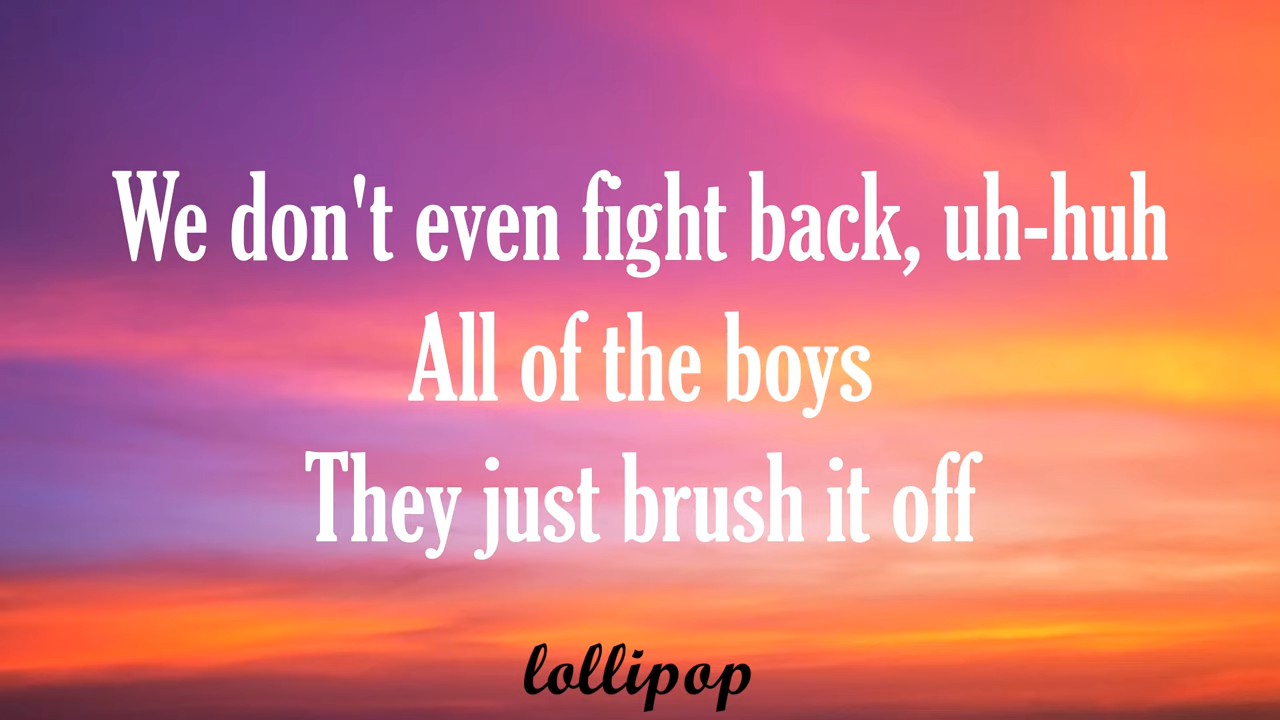 We don't even fight back, uh-huh
All of the boys
They just brush it off
lollipop